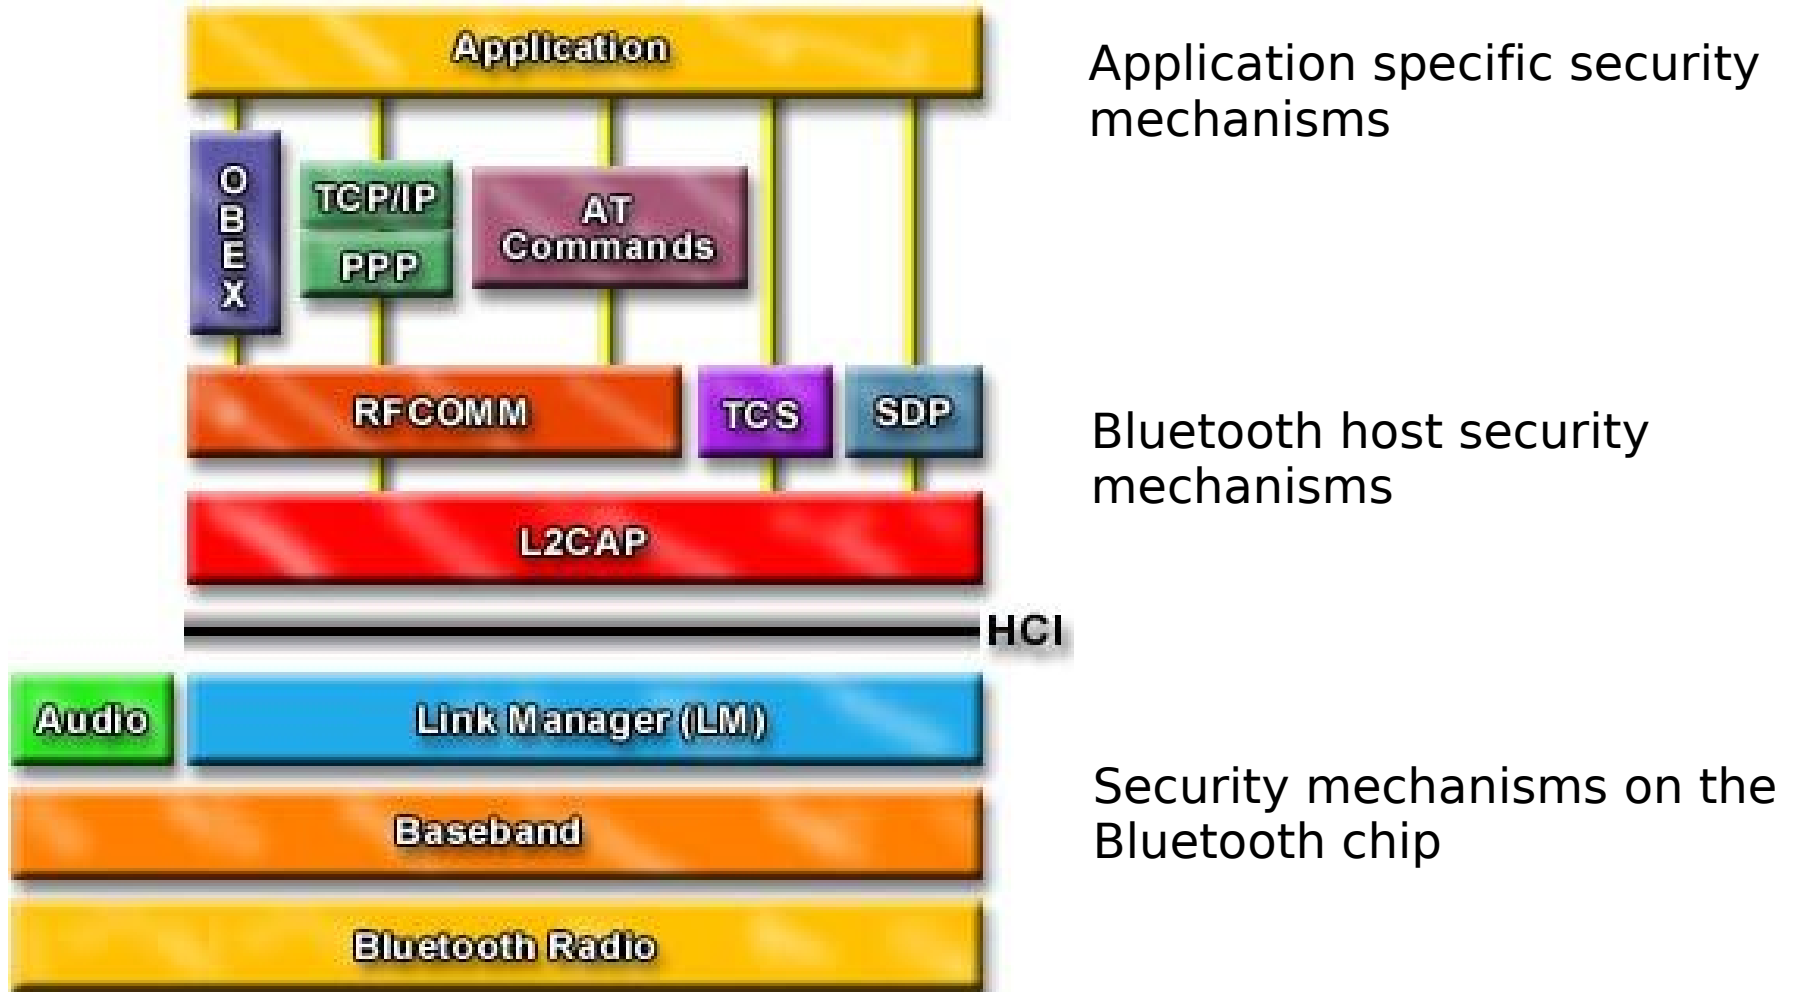 Application
Application specific security
mechanisms
O
B
E
X
TCP/IP
PPP
AT
Commands
RFCOMM
TCS
SDP
Bluetooth host security
mechanisms
L2CAP
HCI
Audio
Link Manager (LM)
Security mechanisms on the
Bluetooth chip
Baseband
Bluetooth Radio